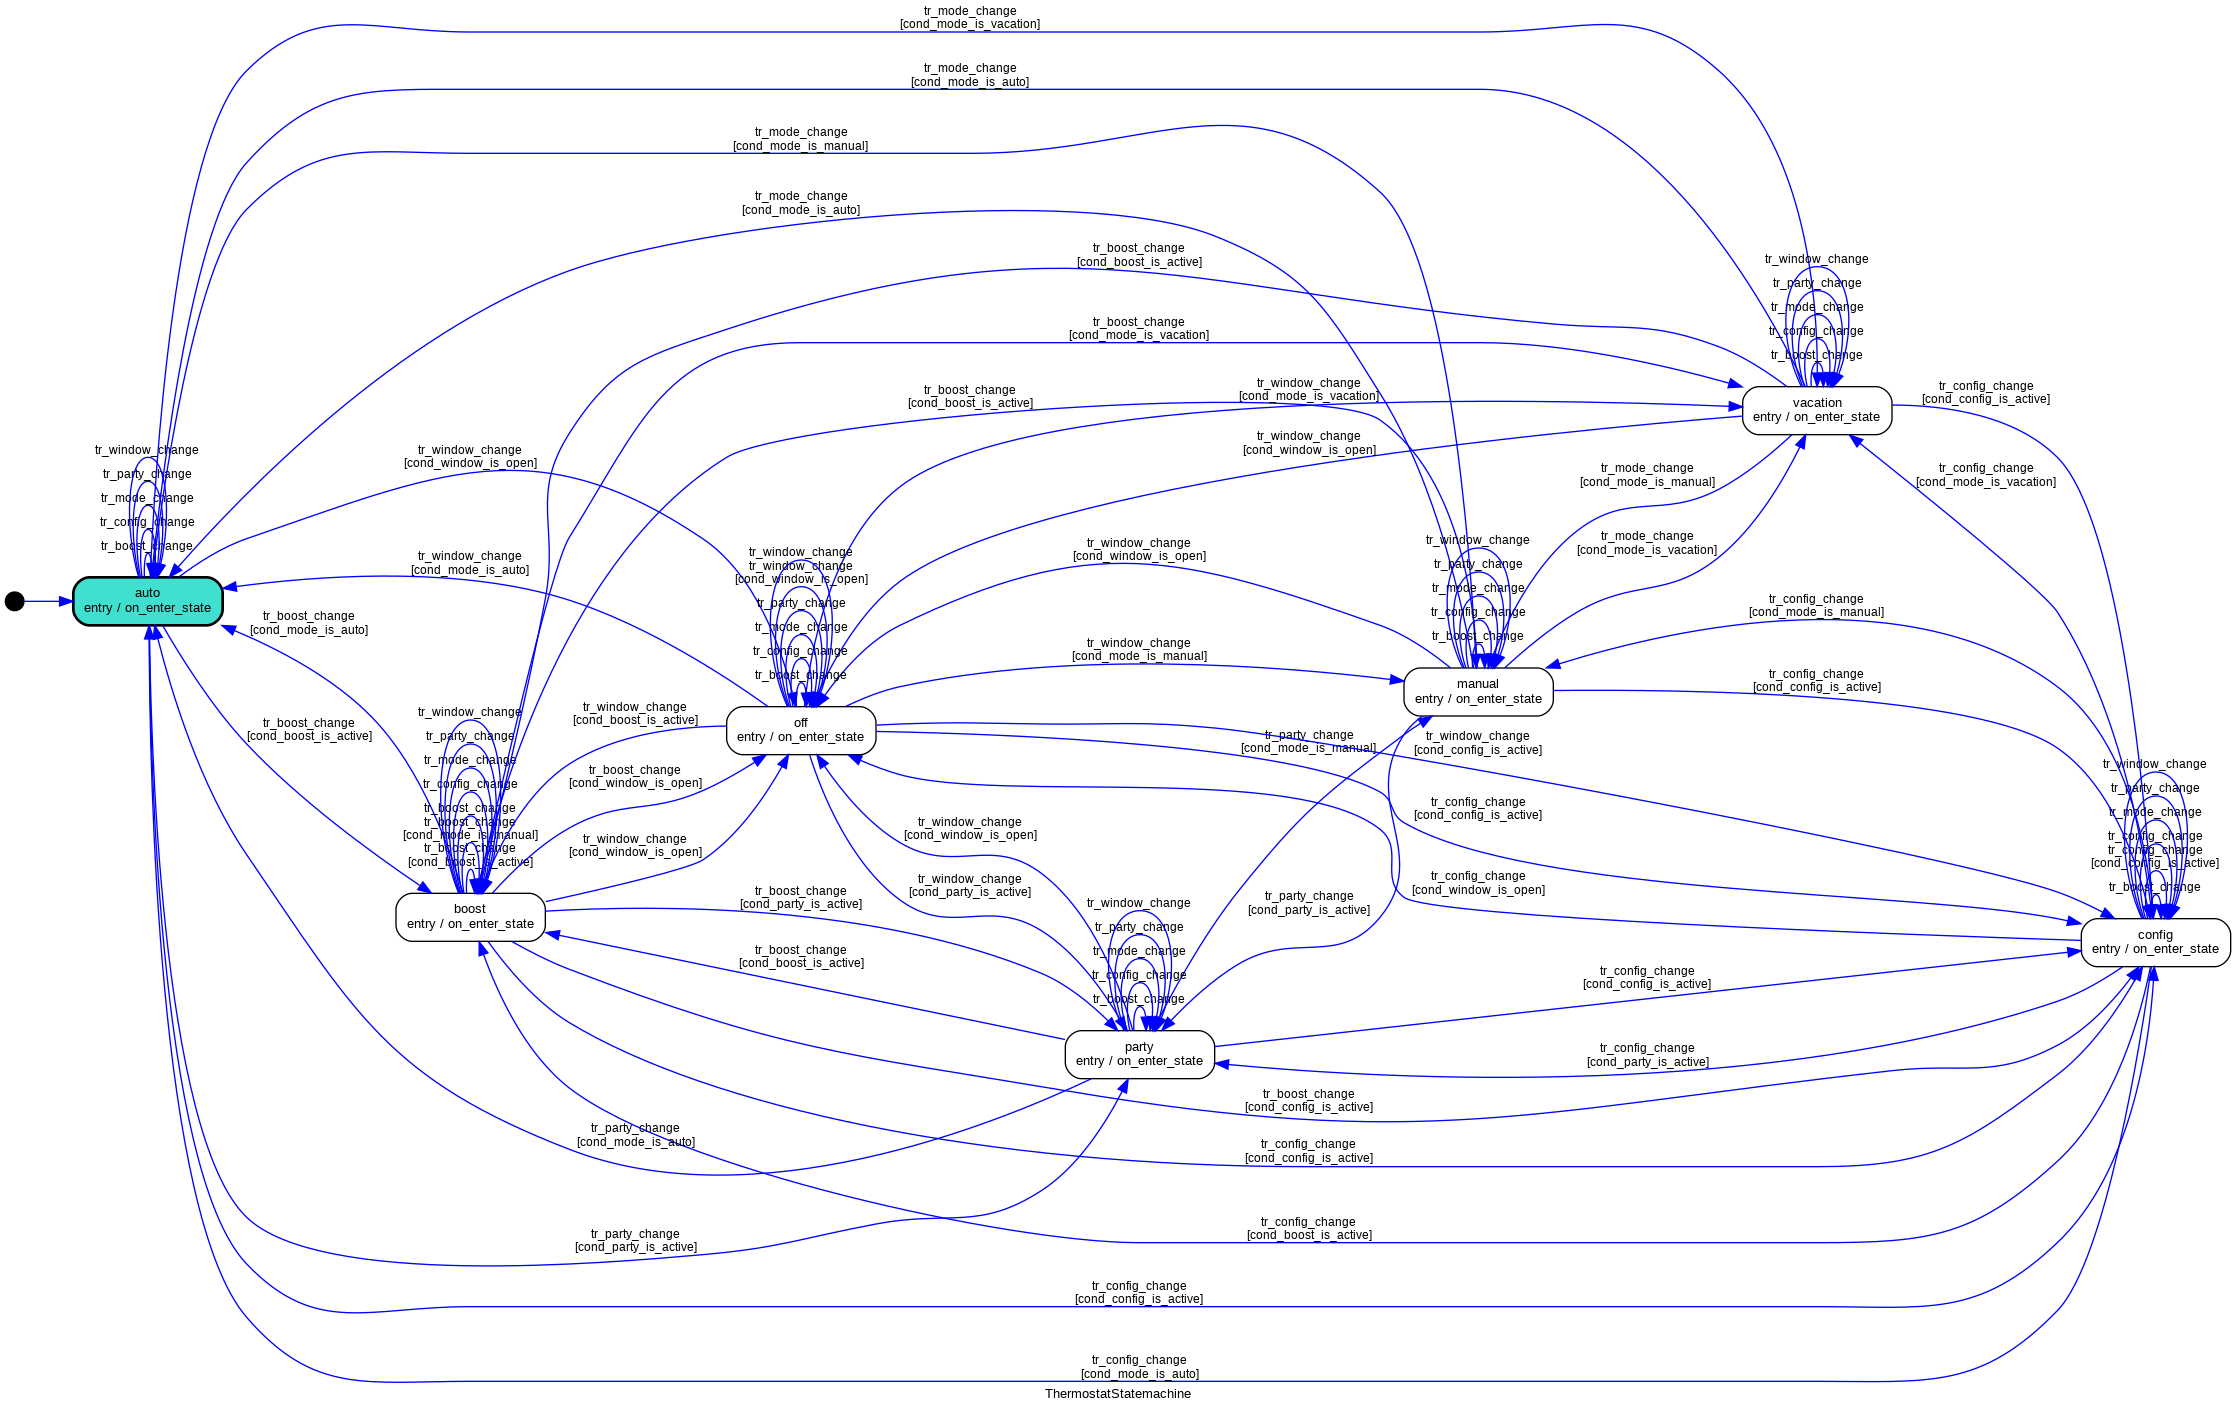 tr_mode_change
[cond_mode_is_vacation]
tr_mode_change
[cond_mode_is_auto]
tr_mode_change
[cond_mode_is_manual]
tr_mode_change
[cond_mode_is_auto]
tr_boost_change
[cond_boost_is_active]
tr_boost_change
[cond_mode_is_vacation]
tr_boost_change
[cond_boost_is_active]
tr_window_change
[cond_mode_is_vacation]
tr_window_change
[cond_window_is_open]
tr_window_change
tr_party_change
tr_mode_change
tr_config_change
tr_boost_change
vacation
entry / on_enter_state
tr_config_change
[cond_config_is_active]
tr_config_change
[cond_mode_is_vacation]
tr_mode_change
[cond_mode_is_manual]
tr_mode_change
[cond_mode_is_vacation]
tr_window_change
tr_party_change
tr_mode_change
tr_config_change
tr_boost_change
auto
entry / on_enter_state
tr_window_change
[cond_window_is_open]
tr_window_change
[cond_mode_is_auto]
tr_boost_change
[cond_mode_is_auto]
tr_boost_change
[cond_boost_is_active]
tr_window_change
tr_window_change
[cond_window_is_open]
tr_party_change
tr_mode_change
tr_config_change
tr_boost_change
off
entry / on_enter_state
tr_window_change
[cond_window_is_open]
tr_window_change
[cond_mode_is_manual]
tr_window_change
tr_party_change
tr_mode_change
tr_config_change
tr_boost_change
manual
entry / on_enter_state
tr_config_change
[cond_mode_is_manual]
tr_config_change
[cond_config_is_active]
tr_window_change
tr_party_change
tr_mode_change
tr_config_change
tr_boost_change
tr_boost_change
[cond_mode_is_manual]
tr_boost_change
[cond_boost_is_active]
boost
entry / on_enter_state
tr_window_change
[cond_boost_is_active]
tr_boost_change
[cond_window_is_open]
tr_window_change
[cond_window_is_open]
tr_party_change
[cond_mode_is_manual]
tr_window_change
[cond_config_is_active]
tr_config_change
[cond_config_is_active]
tr_config_change
[cond_window_is_open]
tr_window_change
tr_party_change
tr_mode_change
tr_config_change
tr_config_change
[cond_config_is_active]
tr_boost_change
config
entry / on_enter_state
tr_window_change
[cond_window_is_open]
tr_window_change
[cond_party_is_active]
tr_boost_change
[cond_party_is_active]
tr_boost_change
[cond_boost_is_active]
tr_party_change
[cond_party_is_active]
tr_window_change
tr_party_change
tr_mode_change
tr_config_change
tr_boost_change
party
entry / on_enter_state
tr_config_change
[cond_config_is_active]
tr_config_change
[cond_party_is_active]
tr_boost_change
[cond_config_is_active]
tr_config_change
[cond_config_is_active]
tr_party_change
[cond_mode_is_auto]
tr_party_change
[cond_party_is_active]
tr_config_change
[cond_boost_is_active]
tr_config_change
[cond_config_is_active]
tr_config_change
[cond_mode_is_auto]
ThermostatStatemachine